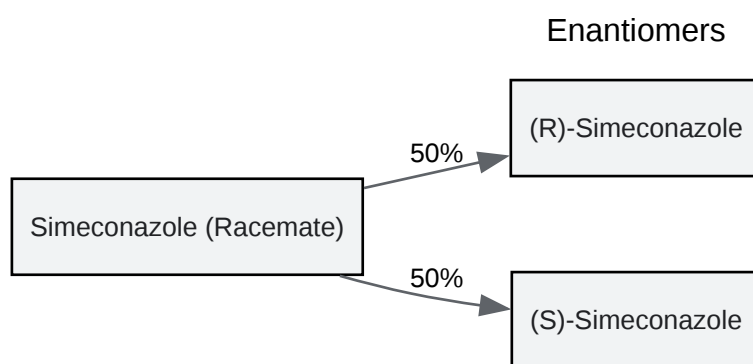 Enantiomers
(R)-Simeconazole
50%
Simeconazole (Racemate)
50%
(S)-Simeconazole